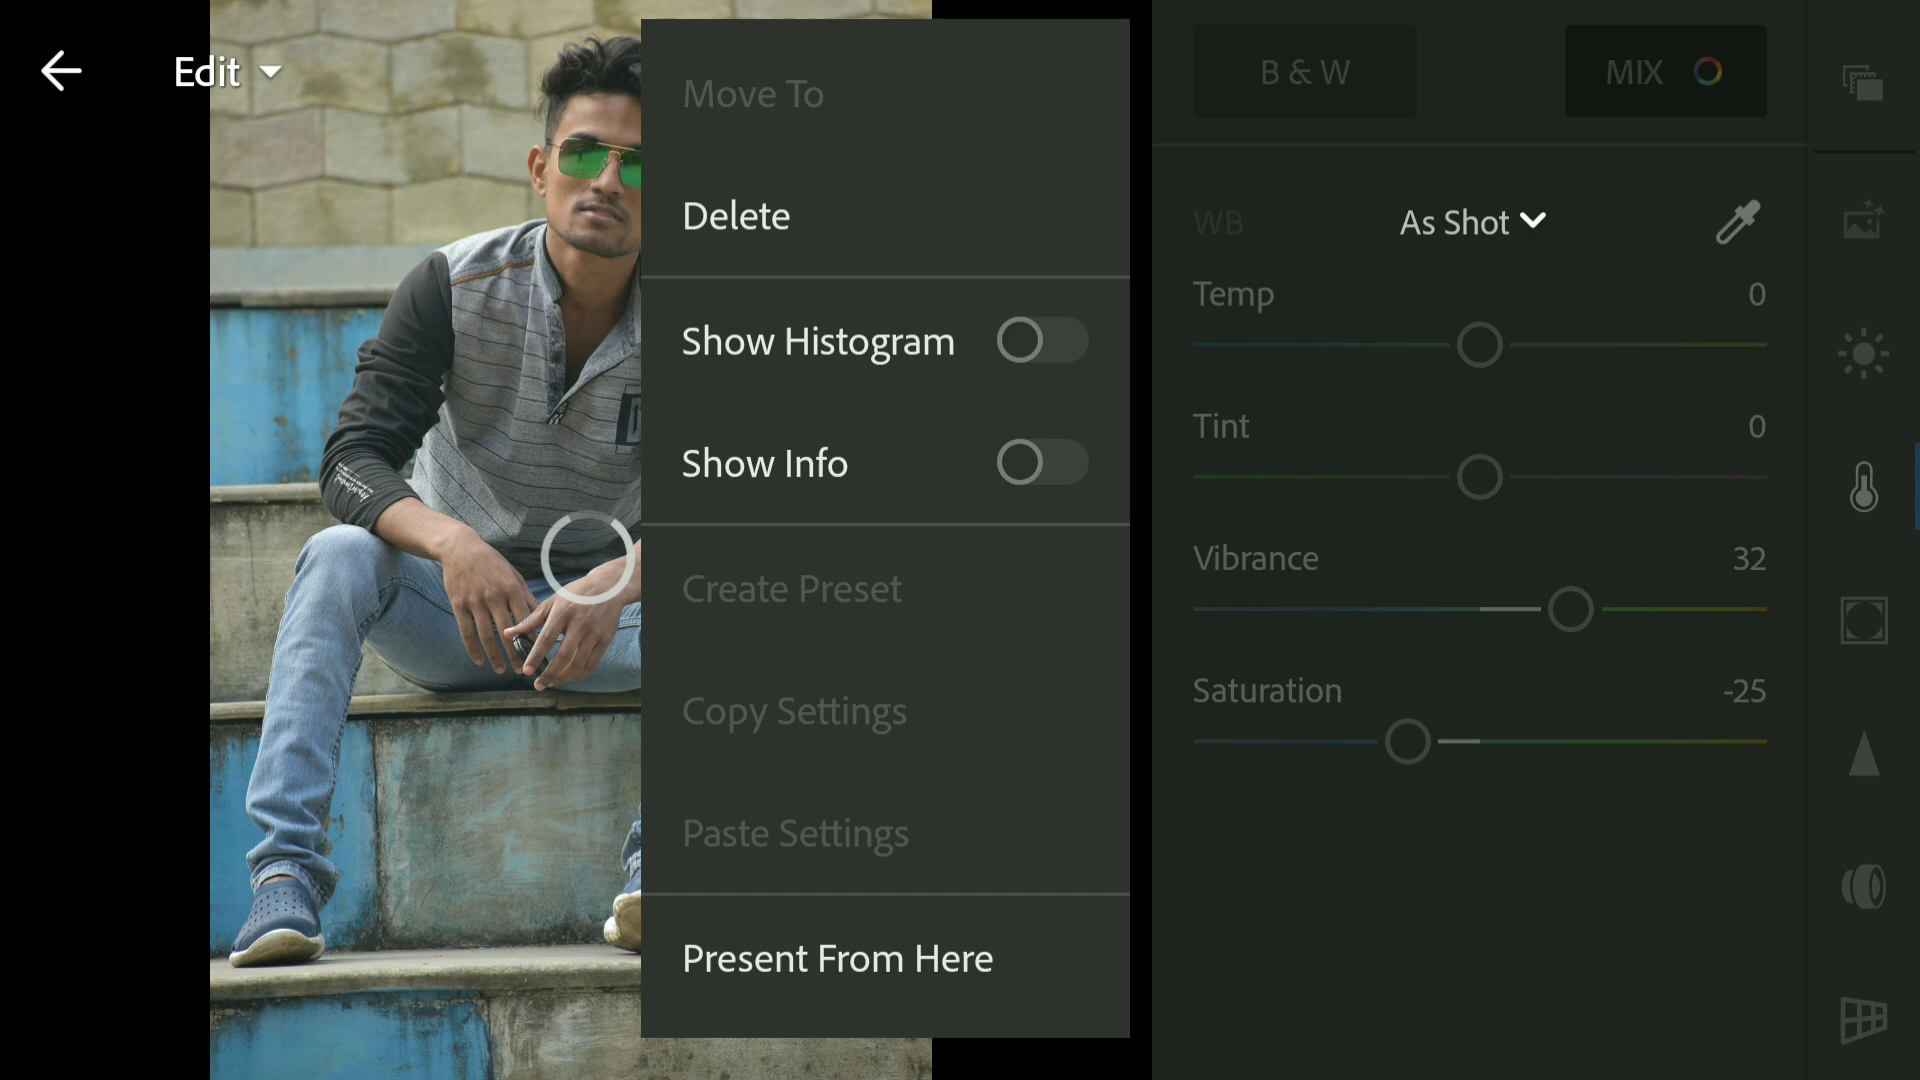 Edit
Move To
Delete
Show Histogram
Show Info
Create Preset
Copy Settings
Paste Settings
Present From Here
B & W
MIX
WB
As Shot
Temp 0
Tint 0
Vibrance 32
Saturation -25